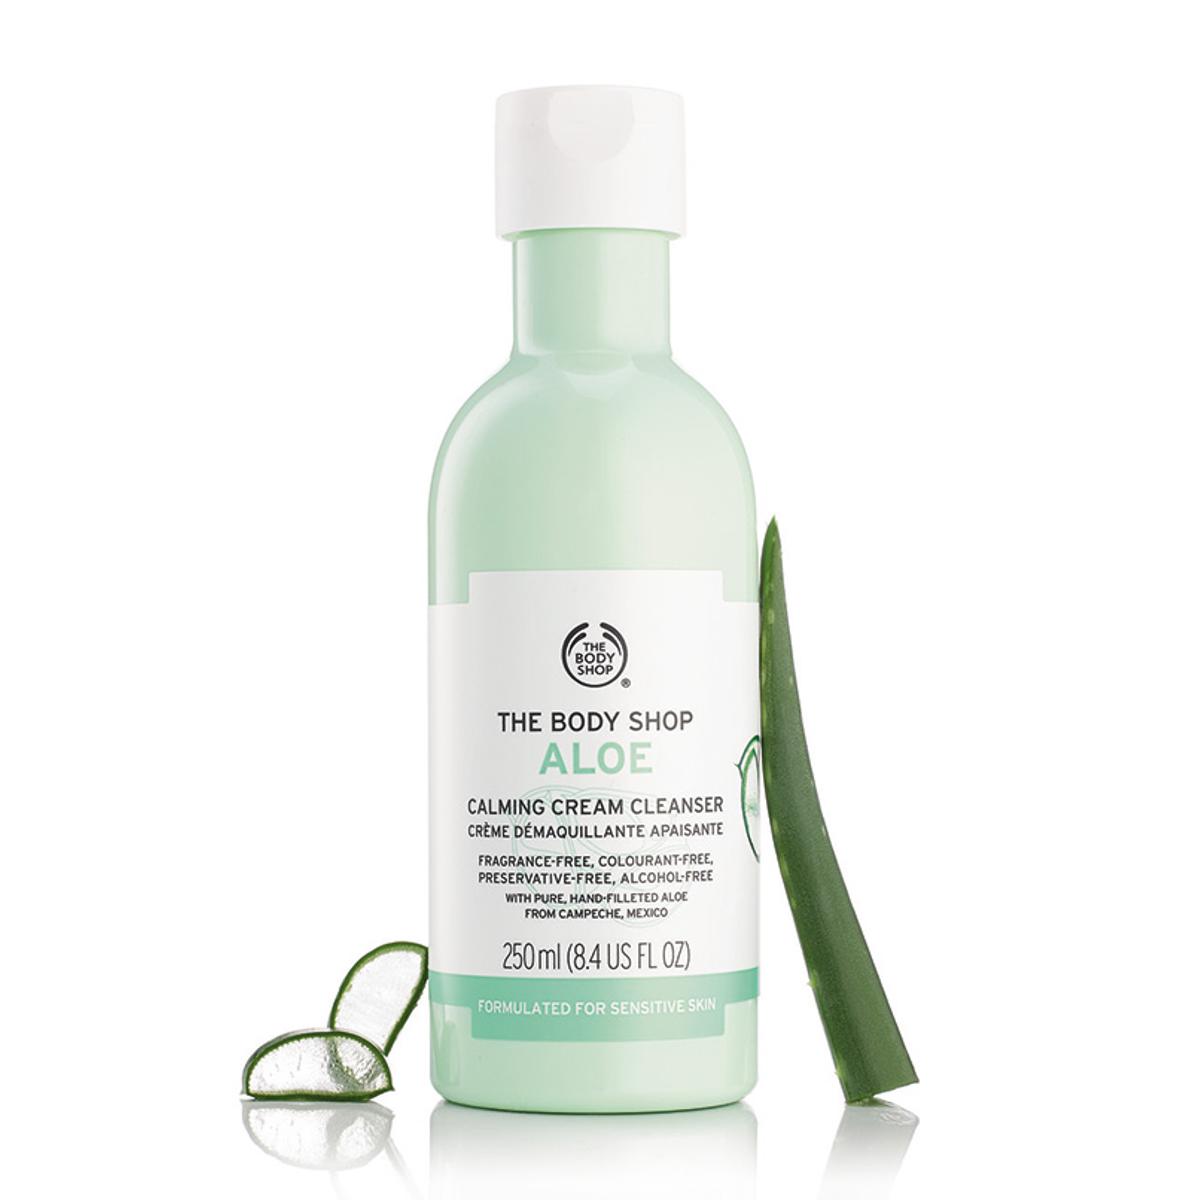 THE
BODY
SHOP
®
THE BODY SHOP
ALOE
CALMING CREAM CLEANSER
CRÈME DÉMAQUILLANTE APAISANTE
FRAGRANCE-FREE, COLOURANT-FREE,
PRESERVATIVE-FREE, ALCOHOL-FREE
WITH PURE, HAND-FILLETED ALOE
FROM CAMPECHE, MEXICO
250 ml (8.4 US FL OZ)
FORMULATED FOR SENSITIVE SKIN